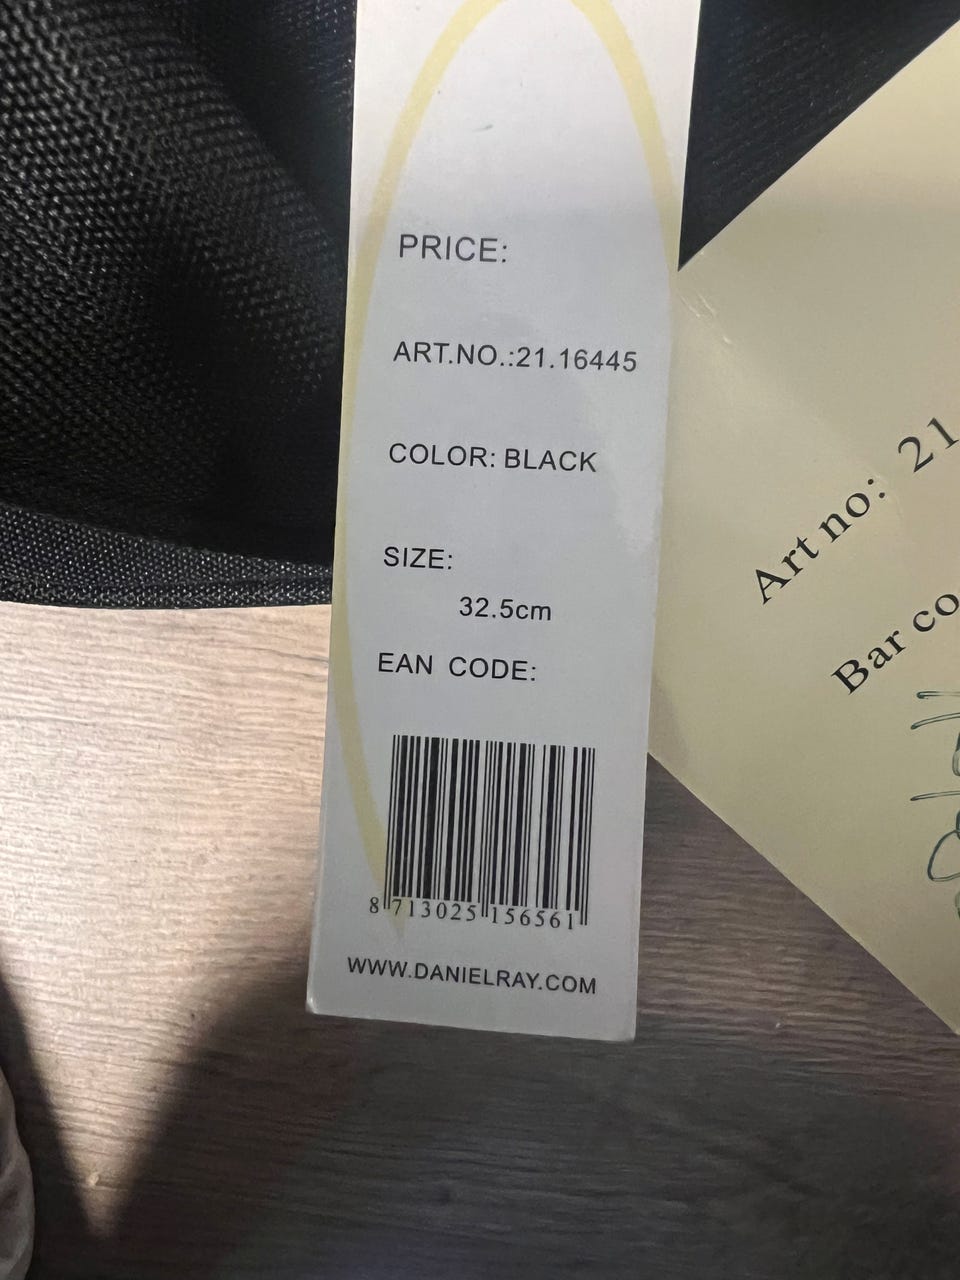 PRICE:
ART.NO.:21.16445
COLOR: BLACK
SIZE:
32.5cm
EAN CODE:
8 713025 156561
WWW.DANIELRAY.COM
Art no: 21
Bar co